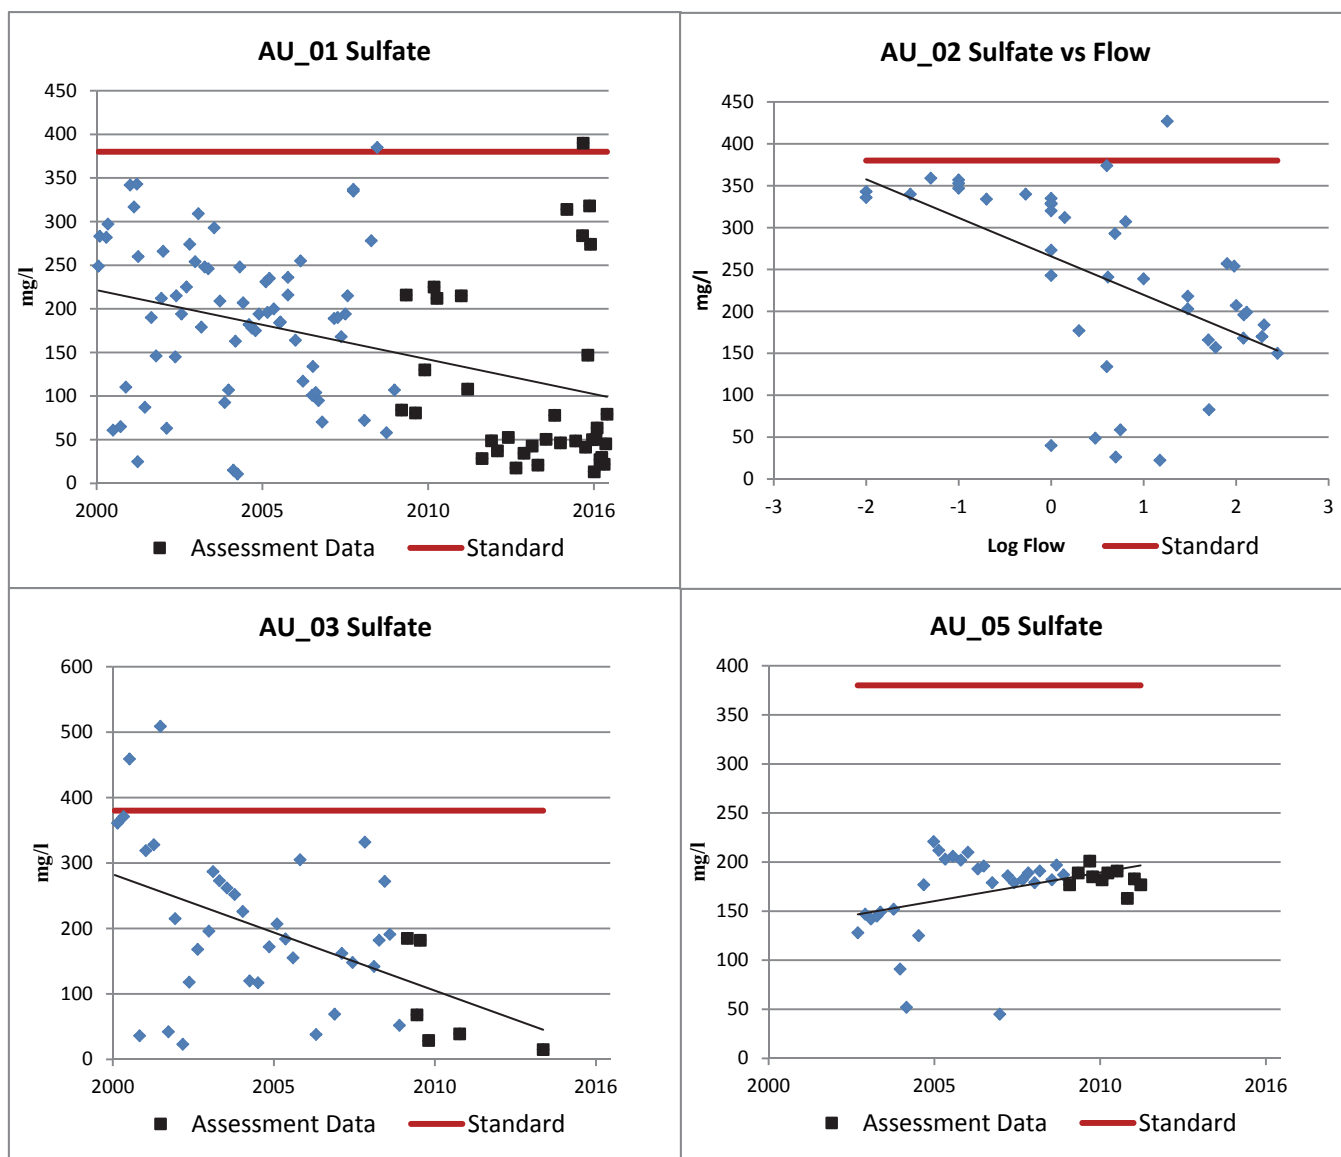 AU_01 Sulfate
450
400
350
300
250
200
150
100
50
0
mg/l
2000 2005 2010 2016
Assessment Data Standard
AU_02 Sulfate vs Flow
450
400
350
300
250
200
150
100
50
0
mg/l
-3 -2 -1 0 1 2 3
Log Flow Standard
AU_03 Sulfate
600
500
400
300
200
100
0
mg/l
2000 2005 2010 2016
Assessment Data Standard
AU_05 Sulfate
400
350
300
250
200
150
100
50
0
mg/l
2000 2005 2010 2016
Assessment Data Standard